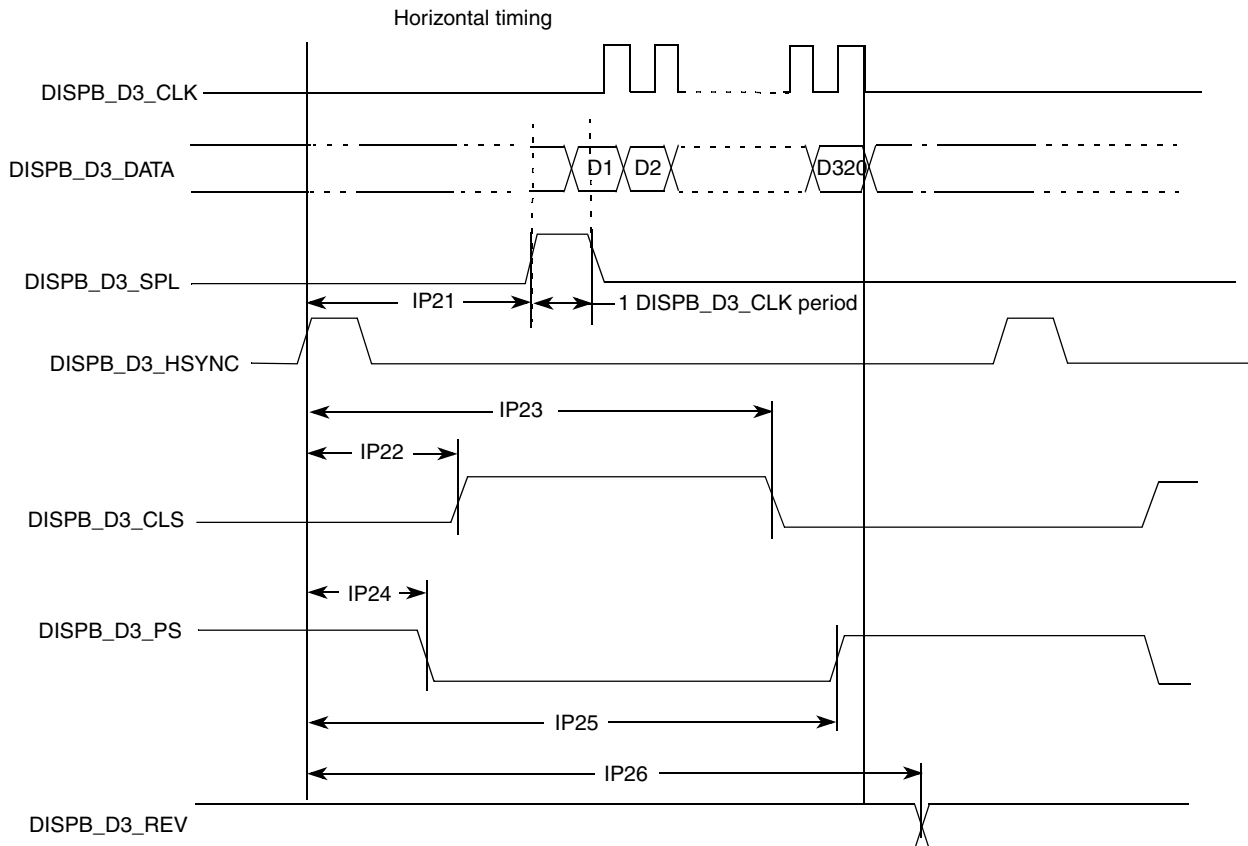 Horizontal timing
DISPB_D3_CLK
DISPB_D3_DATA
D1
D2
D320
DISPB_D3_SPL
IP21
1 DISPB_D3_CLK period
DISPB_D3_HSYNC
IP23
IP22
DISPB_D3_CLS
IP24
DISPB_D3_PS
IP25
IP26
DISPB_D3_REV